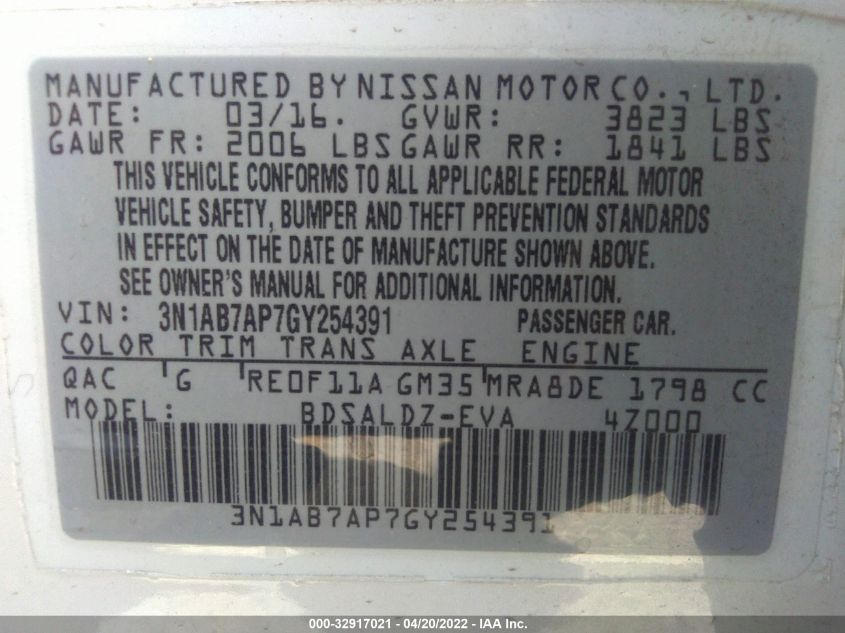 MANUFACTURED BY NISSAN MOTOR CO., LTD.
DATE: 03/16. GVWR: 3823 LBS
GAWR FR: 2006 LBS GAWR RR: 1841 LBS
THIS VEHICLE CONFORMS TO ALL APPLICABLE FEDERAL MOTOR
VEHICLE SAFETY, BUMPER AND THEFT PREVENTION STANDARDS
IN EFFECT ON THE DATE OF MANUFACTURE SHOWN ABOVE.
SEE OWNER'S MANUAL FOR ADDITIONAL INFORMATION.
VIN: 3N1AB7AP7GY254391 PASSENGER CAR.
COLOR TRIM TRANS AXLE ENGINE
QAC G RE0F11A GM35 MRA8DE 1798 CC
MODEL: BDSALDZ-EVA 4Z000
3N1AB7AP7GY254391
000-32917021 - 04/20/2022 - IAA Inc.